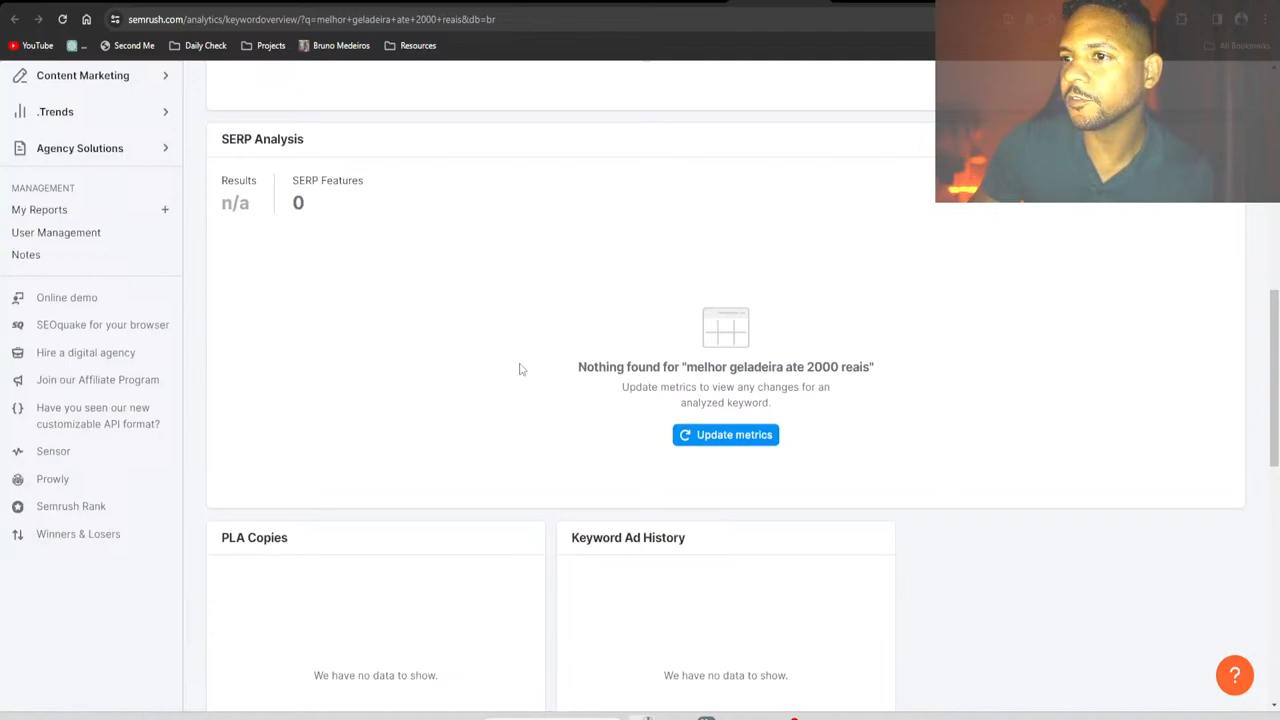 semrush.com/analytics/keywordoverview/?q=melhor+geladeira+ate+2000+reais&db=br
YouTube
...
Second Me
Daily Check
Projects
Bruno Medeiros
Resources
All Bookmarks
Content Marketing
.Trends
Agency Solutions
MANAGEMENT
My Reports +
User Management
Notes
Online demo
SEOquake for your browser
Hire a digital agency
Join our Affiliate Program
Have you seen our new
customizable API format?
Sensor
Prowly
Semrush Rank
Winners & Losers
SERP Analysis
Results
n/a
SERP Features
0
Nothing found for "melhor geladeira ate 2000 reais"
Update metrics to view any changes for an
analyzed keyword.
Update metrics
PLA Copies
We have no data to show.
Keyword Ad History
We have no data to show.
?